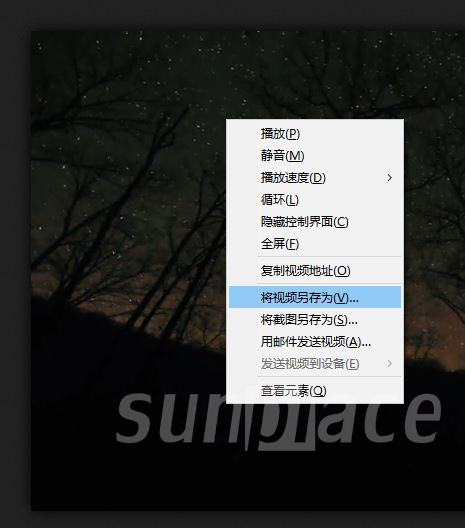 播放(P)
静音(M)
播放速度(D)
循环(L)
隐藏控制界面(C)
全屏(F)
复制视频地址(O)
将视频另存为(V)...
将截图另存为(S)...
用邮件发送视频(A)...
发送视频到设备(E)
查看元素(Q)
sunplace